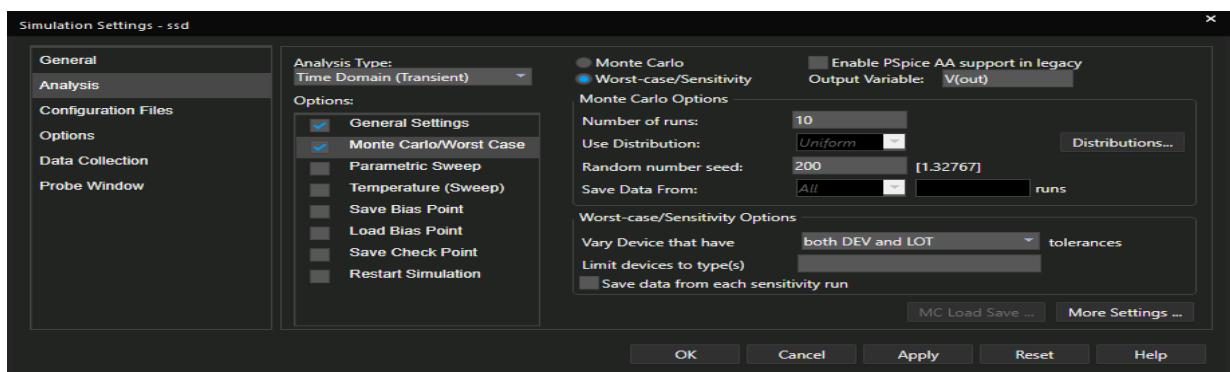 Simulation Settings - ssd
×
General
Analysis
Configuration Files
Options
Data Collection
Probe Window
Analysis Type:
Time Domain (Transient)
Options:
General Settings
Monte Carlo/Worst Case
Parametric Sweep
Temperature (Sweep)
Save Bias Point
Load Bias Point
Save Check Point
Restart Simulation
Monte Carlo
Enable PSpice AA support in legacy
Worst-case/Sensitivity
Output Variable: V(out)
Monte Carlo Options
Number of runs: 10
Use Distribution: Uniform Distributions...
Random number seed: 200 [1.32767]
Save Data From: All runs
Worst-case/Sensitivity Options
Vary Device that have both DEV and LOT tolerances
Limit devices to type(s)
Save data from each sensitivity run
MC Load Save ... More Settings ...
OK Cancel Apply Reset Help